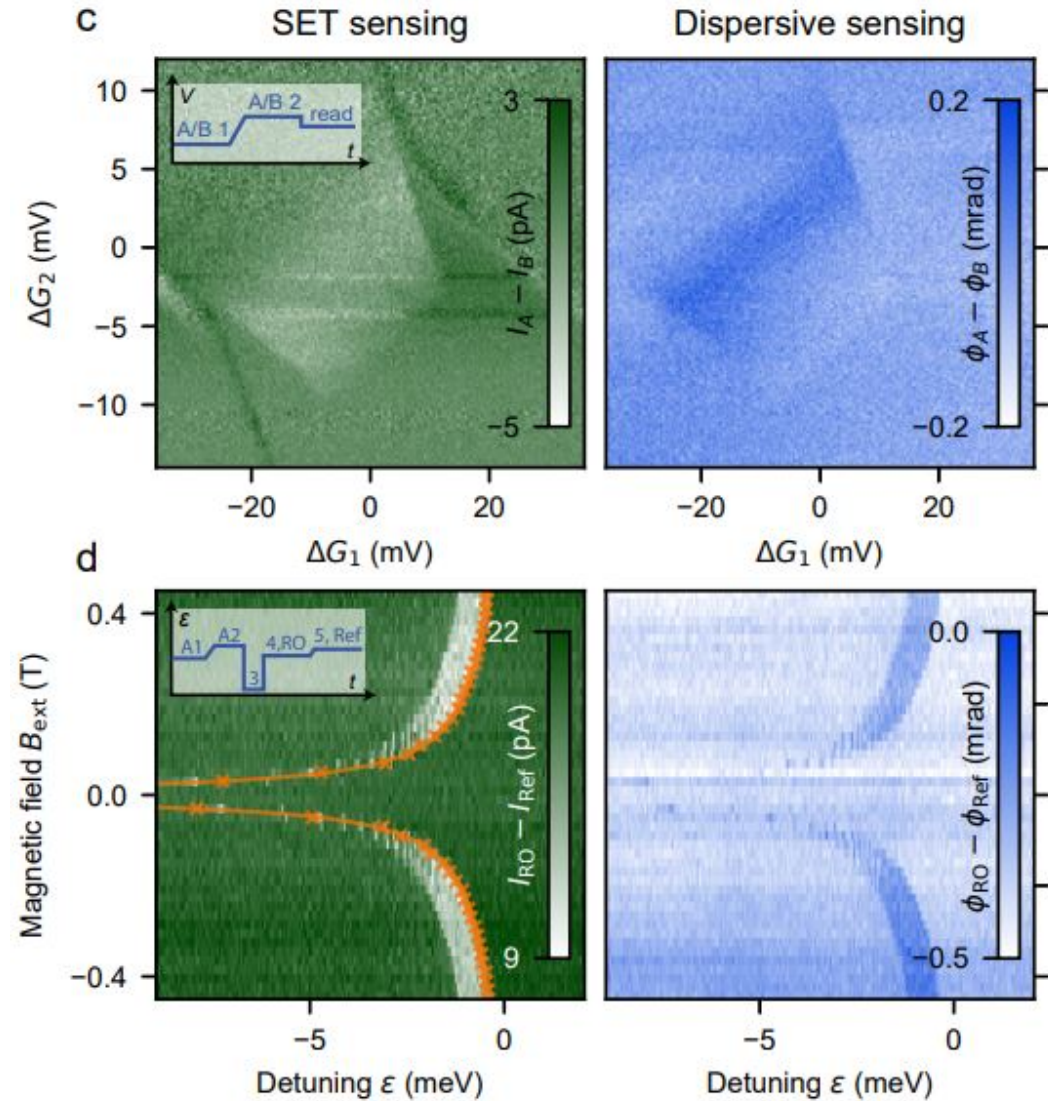 c
SET sensing
Dispersive sensing
10
5
0
−5
−10
ΔG2 (mV)
V
A/B 1
A/B 2
read
t
3
IA − IB (pA)
−5
0.2
ϕA − ϕB (mrad)
−0.2
−20
0
20
−20
0
20
ΔG1 (mV)
ΔG1 (mV)
d
0.4
0.0
−0.4
Magnetic field Bext (T)
ε
A1
A2
3
4,RO
5, Ref
t
22
IRO − IRef (pA)
9
0.0
ϕRO − ϕRef (mrad)
−0.5
−5
0
−5
0
Detuning ε (meV)
Detuning ε (meV)